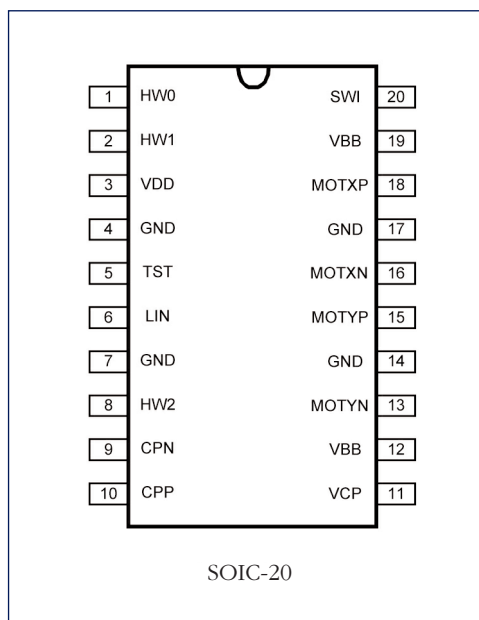 1 HW0 SWI 20
2 HW1 VBB 19
3 VDD MOTXP 18
4 GND GND 17
5 TST MOTXN 16
6 LIN MOTYP 15
7 GND GND 14
8 HW2 MOTYN 13
9 CPN VBB 12
10 CPP VCP 11
SOIC-20